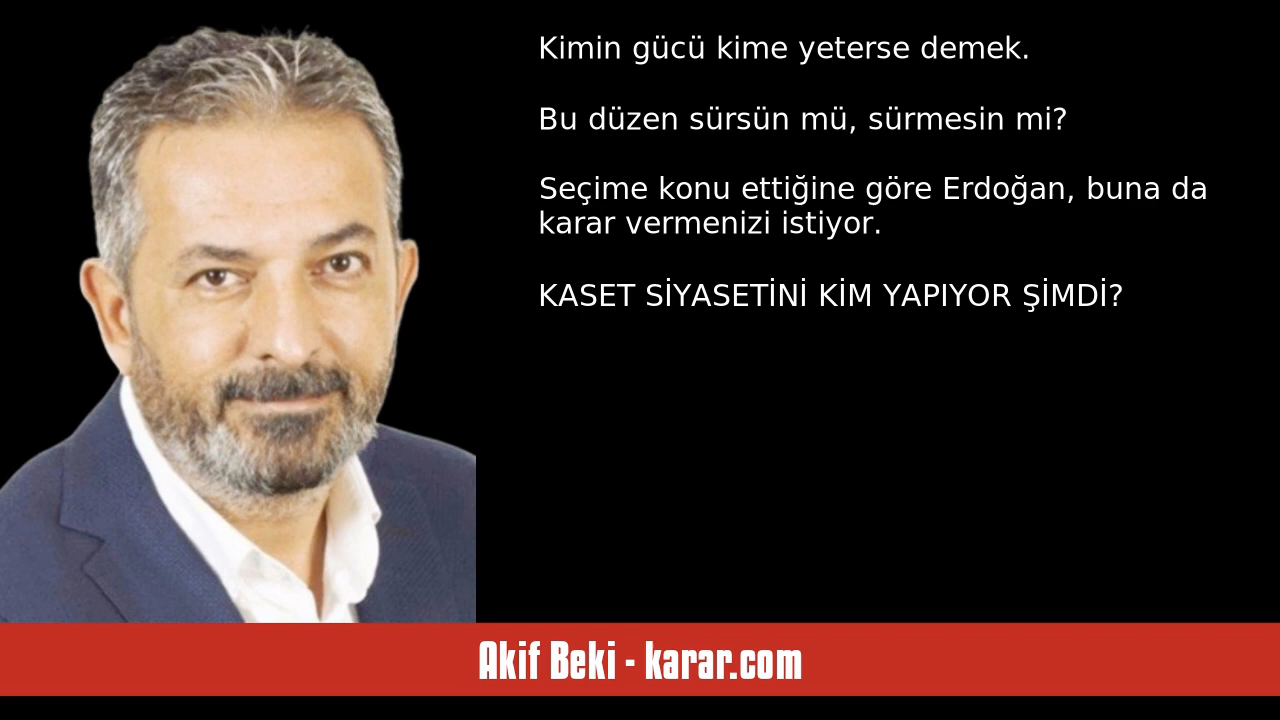 Kimin gücü kime yeterse demek.
Bu düzen sürsün mü, sürmesin mi?
Seçime konu ettiğine göre Erdoğan, buna da
karar vermenizi istiyor.
KASET SİYASETİNİ KİM YAPIYOR ŞİMDİ?
Akif Beki - karar.com